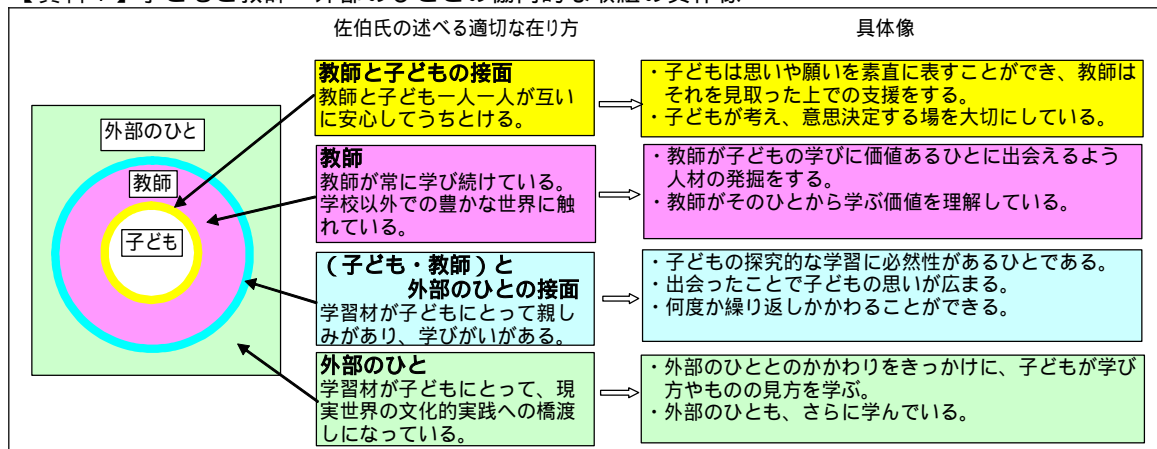 佐伯氏の述べる適切な在り方
具体像
外部のひと
教師
子ども
教師と子どもの接面
教師と子ども一人一人が互い
に安心してうちとける。
・子どもは思いや願いを素直に表すことができ、教師は
それを見取った上での支援をする。
・子どもが考え、意思決定する場を大切にしている。
教師
教師が常に学び続けている。
学校以外での豊かな世界に触
れている。
・教師が子どもの学びに価値あるひとに出会えるよう
人材の発掘をする。
・教師がそのひとから学ぶ価値を理解している。
(子ども・教師)と
外部のひとの接面
学習材が子どもにとって親し
みがあり、学びがいがある。
・子どもの探究的な学習に必然性があるひとである。
・出会ったことで子どもの思いが広まる。
・何度か繰り返しかかわることができる。
外部のひと
学習材が子どもにとって、現
実世界の文化的実践への橋渡
しになっている。
・外部のひととのかかわりをきっかけに、子どもが学び
方やものの見方を学ぶ。
・外部のひとも、さらに学んでいる。